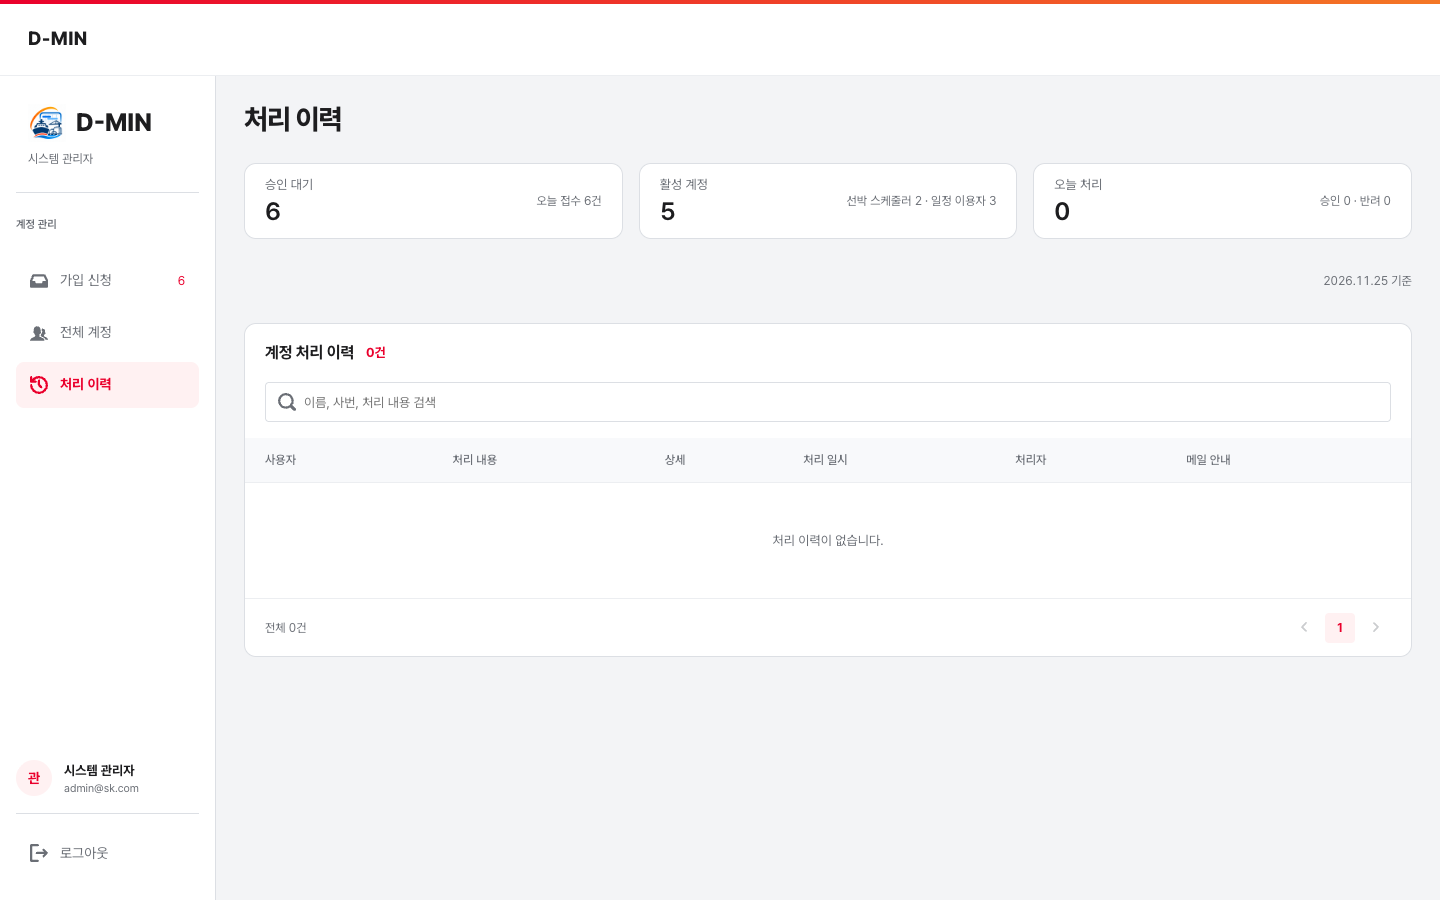 D-MIN
D-MIN
시스템 관리자
계정 관리
가입 신청 6
전체 계정
처리 이력
관
시스템 관리자
admin@sk.com
로그아웃
처리 이력
승인 대기
6
오늘 접수 6건
활성 계정
5
선박 스케줄러 2 · 일정 이용자 3
오늘 처리
0
승인 0 · 반려 0
2026.11.25 기준
계정 처리 이력 0건
이름, 사번, 처리 내용 검색
사용자 처리 내용 상세 처리 일시 처리자 메일 안내
처리 이력이 없습니다.
전체 0건
1